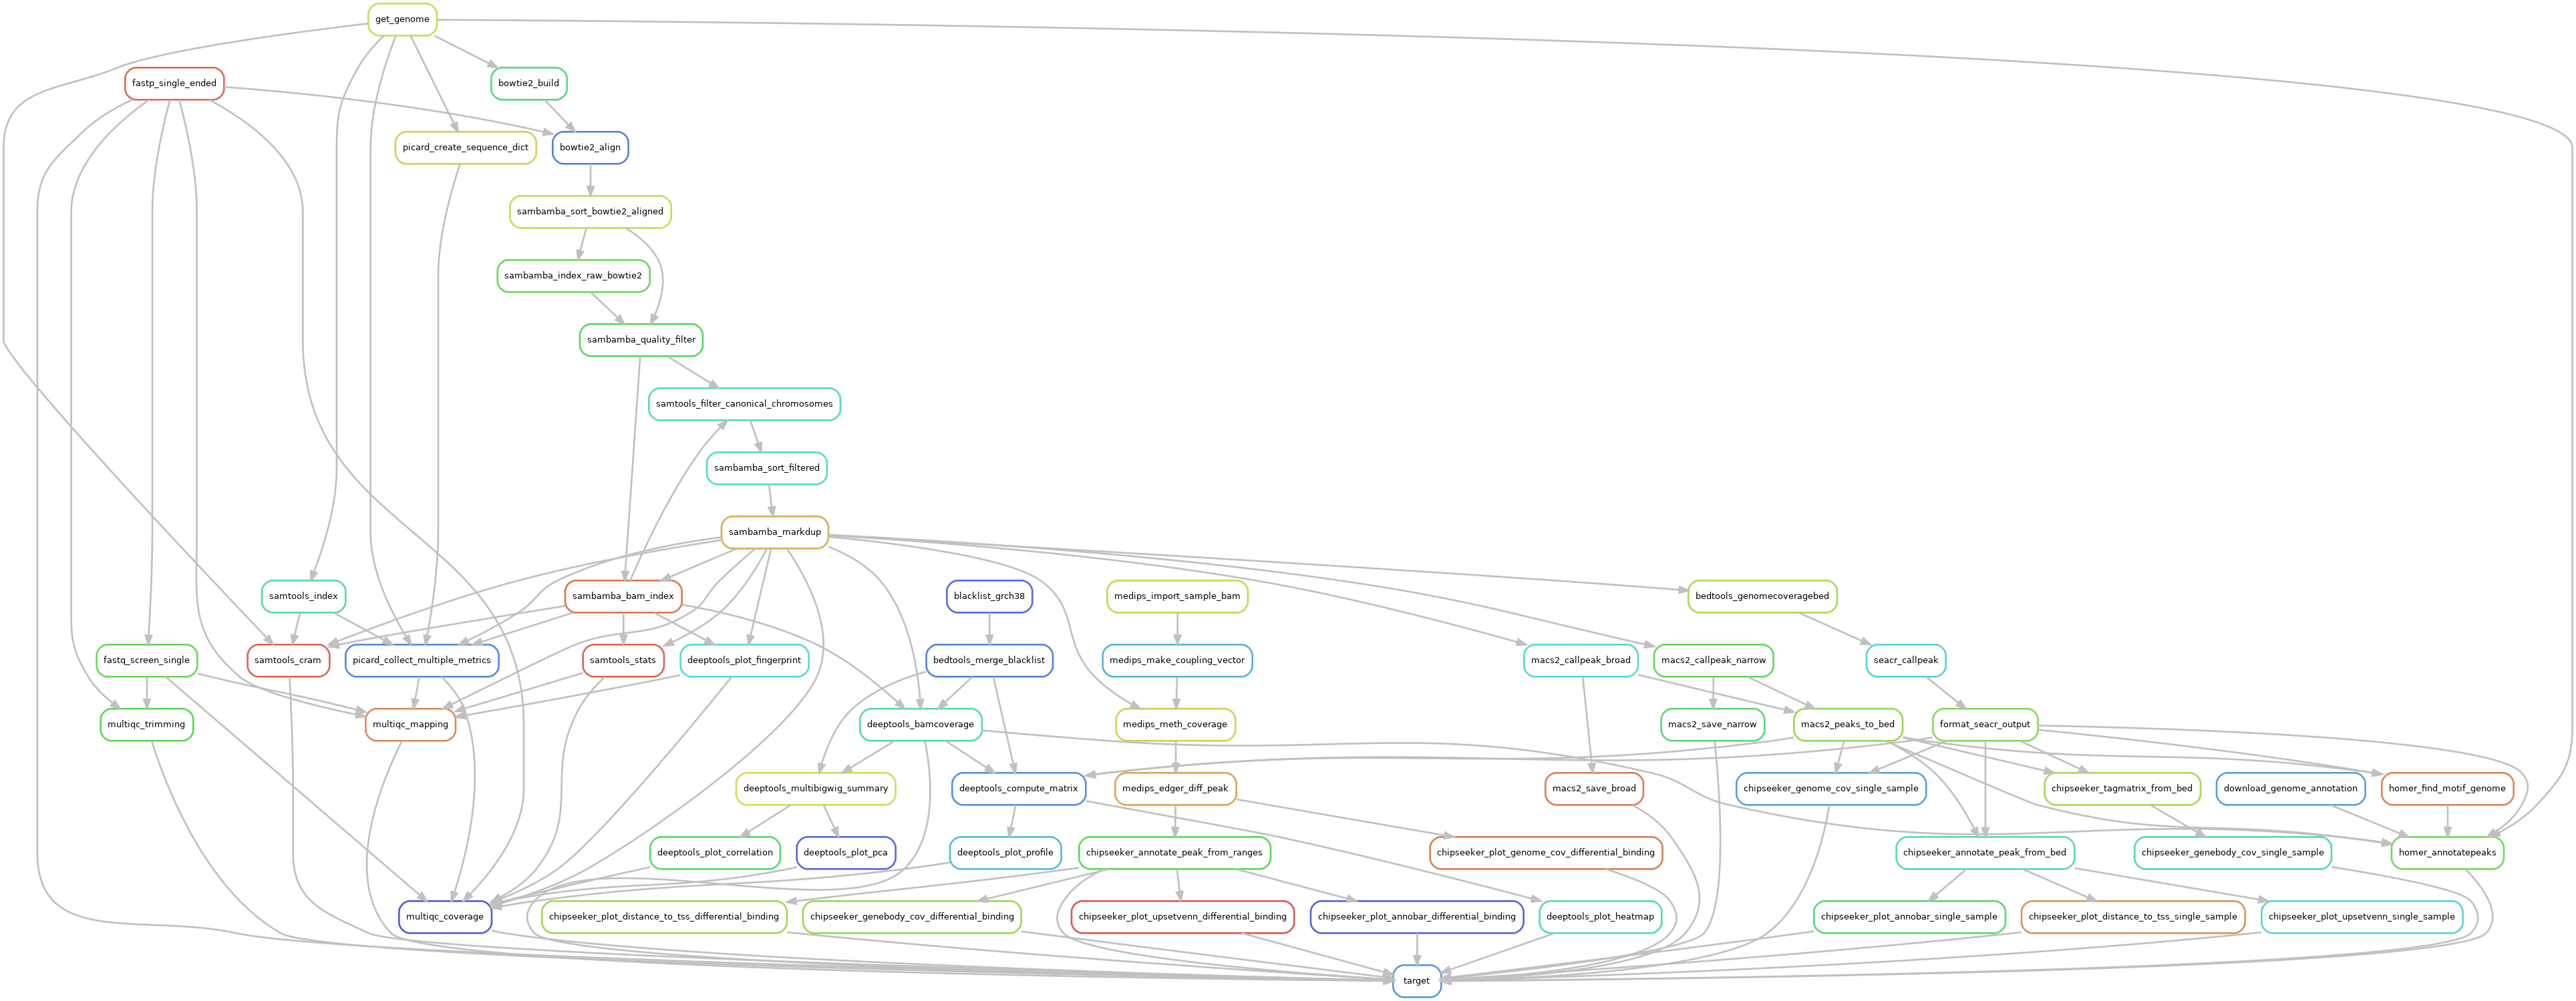 get_genome
fastp_single_ended
bowtie2_build
picard_create_sequence_dict
bowtie2_align
sambamba_sort_bowtie2_aligned
sambamba_index_raw_bowtie2
sambamba_quality_filter
samtools_filter_canonical_chromosomes
sambamba_sort_filtered
sambamba_markdup
samtools_index
sambamba_bam_index
blacklist_grch38
medips_import_sample_bam
bedtools_genomecoveragebed
fastq_screen_single
samtools_cram
picard_collect_multiple_metrics
samtools_stats
deeptools_plot_fingerprint
bedtools_merge_blacklist
medips_make_coupling_vector
macs2_callpeak_broad
macs2_callpeak_narrow
seacr_callpeak
multiqc_trimming
multiqc_mapping
deeptools_bamcoverage
medips_meth_coverage
macs2_save_narrow
macs2_peaks_to_bed
format_seacr_output
deeptools_multibigwig_summary
deeptools_compute_matrix
medips_edger_diff_peak
macs2_save_broad
chipseeker_genome_cov_single_sample
chipseeker_tagmatrix_from_bed
download_genome_annotation
homer_find_motif_genome
deeptools_plot_correlation
deeptools_plot_pca
deeptools_plot_profile
chipseeker_annotate_peak_from_ranges
chipseeker_plot_genome_cov_differential_binding
chipseeker_annotate_peak_from_bed
chipseeker_genebody_cov_single_sample
homer_annotatepeaks
multiqc_coverage
chipseeker_plot_distance_to_tss_differential_binding
chipseeker_genebody_cov_differential_binding
chipseeker_plot_upsetvenn_differential_binding
chipseeker_plot_annobar_differential_binding
deeptools_plot_heatmap
chipseeker_plot_annobar_single_sample
chipseeker_plot_distance_to_tss_single_sample
chipseeker_plot_upsetvenn_single_sample
target